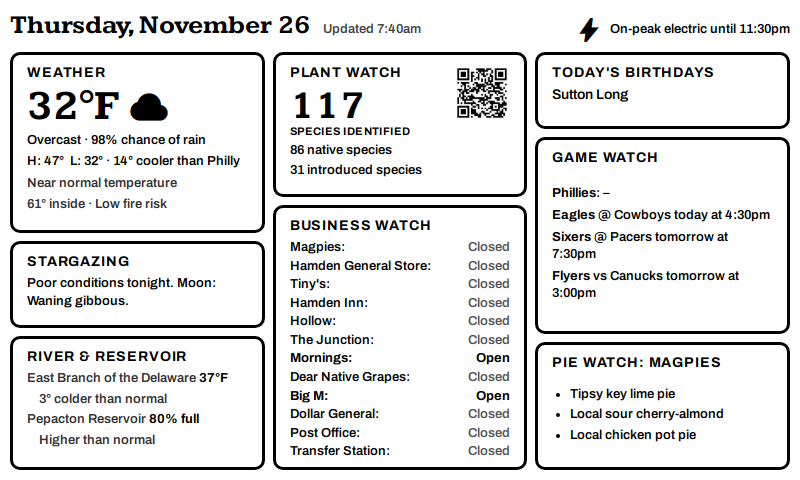 Thursday, November 26 Updated 7:40am
On-peak electric until 11:30pm
WEATHER
32°F
Overcast · 98% chance of rain
H: 47° L: 32° · 14° cooler than Philly
Near normal temperature
61° inside · Low fire risk
STARGAZING
Poor conditions tonight. Moon:
Waning gibbous.
RIVER & RESERVOIR
East Branch of the Delaware 37°F
3° colder than normal
Pepacton Reservoir 80% full
Higher than normal
PLANT WATCH
117
SPECIES IDENTIFIED
86 native species
31 introduced species
BUSINESS WATCH
Magpies: Closed
Hamden General Store: Closed
Tiny's: Closed
Hamden Inn: Closed
Hollow: Closed
The Junction: Closed
Mornings: Open
Dear Native Grapes: Closed
Big M: Open
Dollar General: Closed
Post Office: Closed
Transfer Station: Closed
TODAY'S BIRTHDAYS
Sutton Long
GAME WATCH
Phillies: –
Eagles @ Cowboys today at 4:30pm
Sixers @ Pacers tomorrow at
7:30pm
Flyers vs Canucks tomorrow at
3:00pm
PIE WATCH: MAGPIES
• Tipsy key lime pie
• Local sour cherry-almond
• Local chicken pot pie